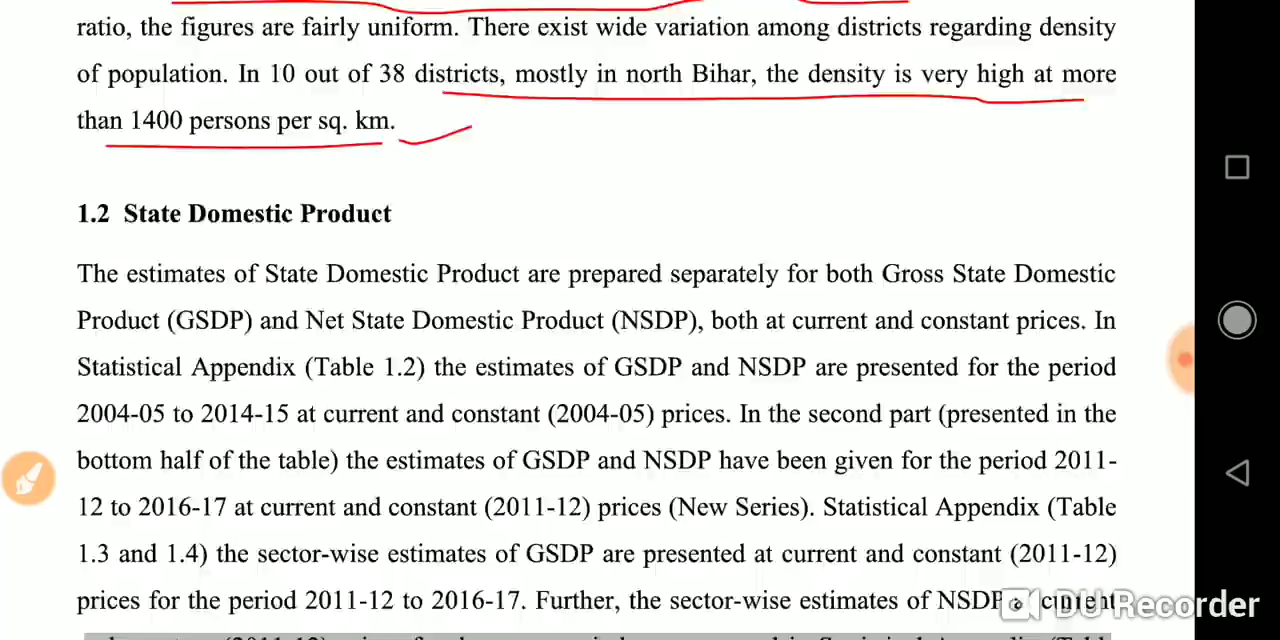 ratio, the figures are fairly uniform. There exist wide variation among districts regarding density
of population. In 10 out of 38 districts, mostly in north Bihar, the density is very high at more
than 1400 persons per sq. km.
1.2 State Domestic Product
The estimates of State Domestic Product are prepared separately for both Gross State Domestic
Product (GSDP) and Net State Domestic Product (NSDP), both at current and constant prices. In
Statistical Appendix (Table 1.2) the estimates of GSDP and NSDP are presented for the period
2004-05 to 2014-15 at current and constant (2004-05) prices. In the second part (presented in the
bottom half of the table) the estimates of GSDP and NSDP have been given for the period 2011-
12 to 2016-17 at current and constant (2011-12) prices (New Series). Statistical Appendix (Table
1.3 and 1.4) the sector-wise estimates of GSDP are presented at current and constant (2011-12)
prices for the period 2011-12 to 2016-17. Further, the sector-wise estimates of NSDP current
DU Recorder